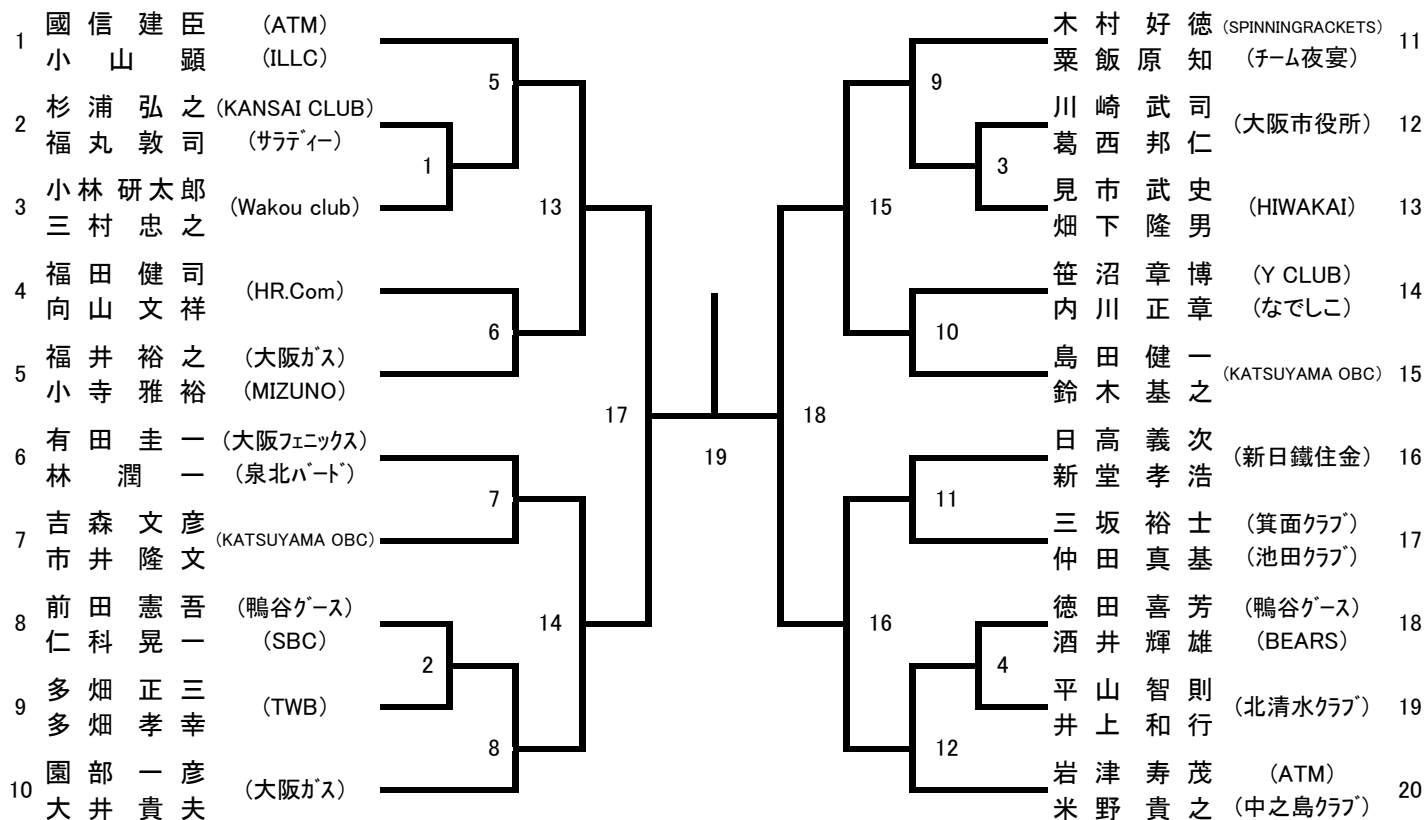 1 國信建臣 (ATM)
小山顕 (ILLC)
2 杉浦弘之 (KANSAI CLUB)
福丸敦司 (ｻﾗﾃﾞｨｰ)
3 小林研太郎 (Wakou club)
三村忠之
4 福田健司 (HR.Com)
向山文祥
5 福井裕之 (大阪ｶﾞｽ)
小寺雅裕 (MIZUNO)
6 有田圭一 (大阪ﾌｪﾆｯｸｽ)
林潤一 (泉北ﾊﾞｰﾄﾞ)
7 吉森文彦 (KATSUYAMA OBC)
市井隆文
8 前田憲吾 (鴨谷ｸﾞｰｽ)
仁科晃一 (SBC)
9 多畑正三 (TWB)
多畑孝幸
10 園部一彦 (大阪ｶﾞｽ)
大井貴夫
5
1
13
6
17
7
14
2
8
19
9
3
15
10
18
11
16
4
12
木村好徳 (SPINNINGRACKETS) 11
粟飯原知 (ﾁｰﾑ夜宴)
川崎武司 (大阪市役所) 12
葛西邦仁
見市武史 (HIWAKAI) 13
畑下隆男
笹沼章博 (Y CLUB) 14
内川正章 (なでしこ)
島田健一 (KATSUYAMA OBC) 15
鈴木基之
日高義次 (新日鐵住金) 16
新堂孝浩
三坂裕士 (箕面ｸﾗﾌﾞ) 17
仲田真基 (池田ｸﾗﾌﾞ)
徳田喜芳 (鴨谷ｸﾞｰｽ) 18
酒井輝雄 (BEARS)
平山智則 (北清水ｸﾗﾌﾞ) 19
井上和行
岩津寿茂 (ATM) 20
米野貴之 (中之島ｸﾗﾌﾞ)